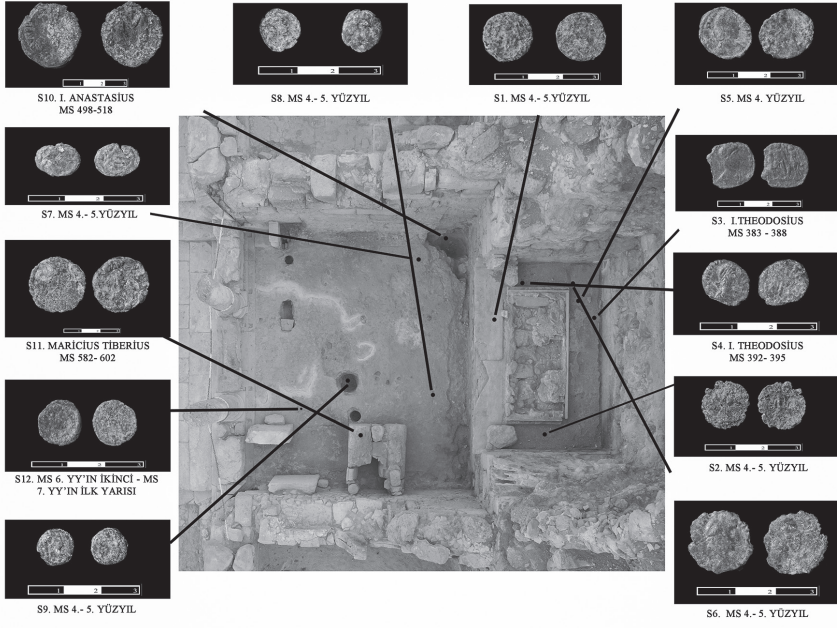 S10. I. ANASTASİUS
MS 498-518
S8. MS 4.- 5. YÜZYIL
S1. MS 4.- 5.YÜZYIL
S5. MS 4. YÜZYIL
S7. MS 4.- 5.YÜZYIL
S3. I.THEODOSİUS
MS 383 - 388
S11. MARİCİUS TİBERİUS
MS 582- 602
S4. I. THEODOSİUS
MS 392- 395
S12. MS 6. YY'IN İKİNCİ - MS
7. YY'IN İLK YARISI
S2. MS 4.- 5. YÜZYIL
S9. MS 4.- 5. YÜZYIL
S6. MS 4.- 5. YÜZYIL